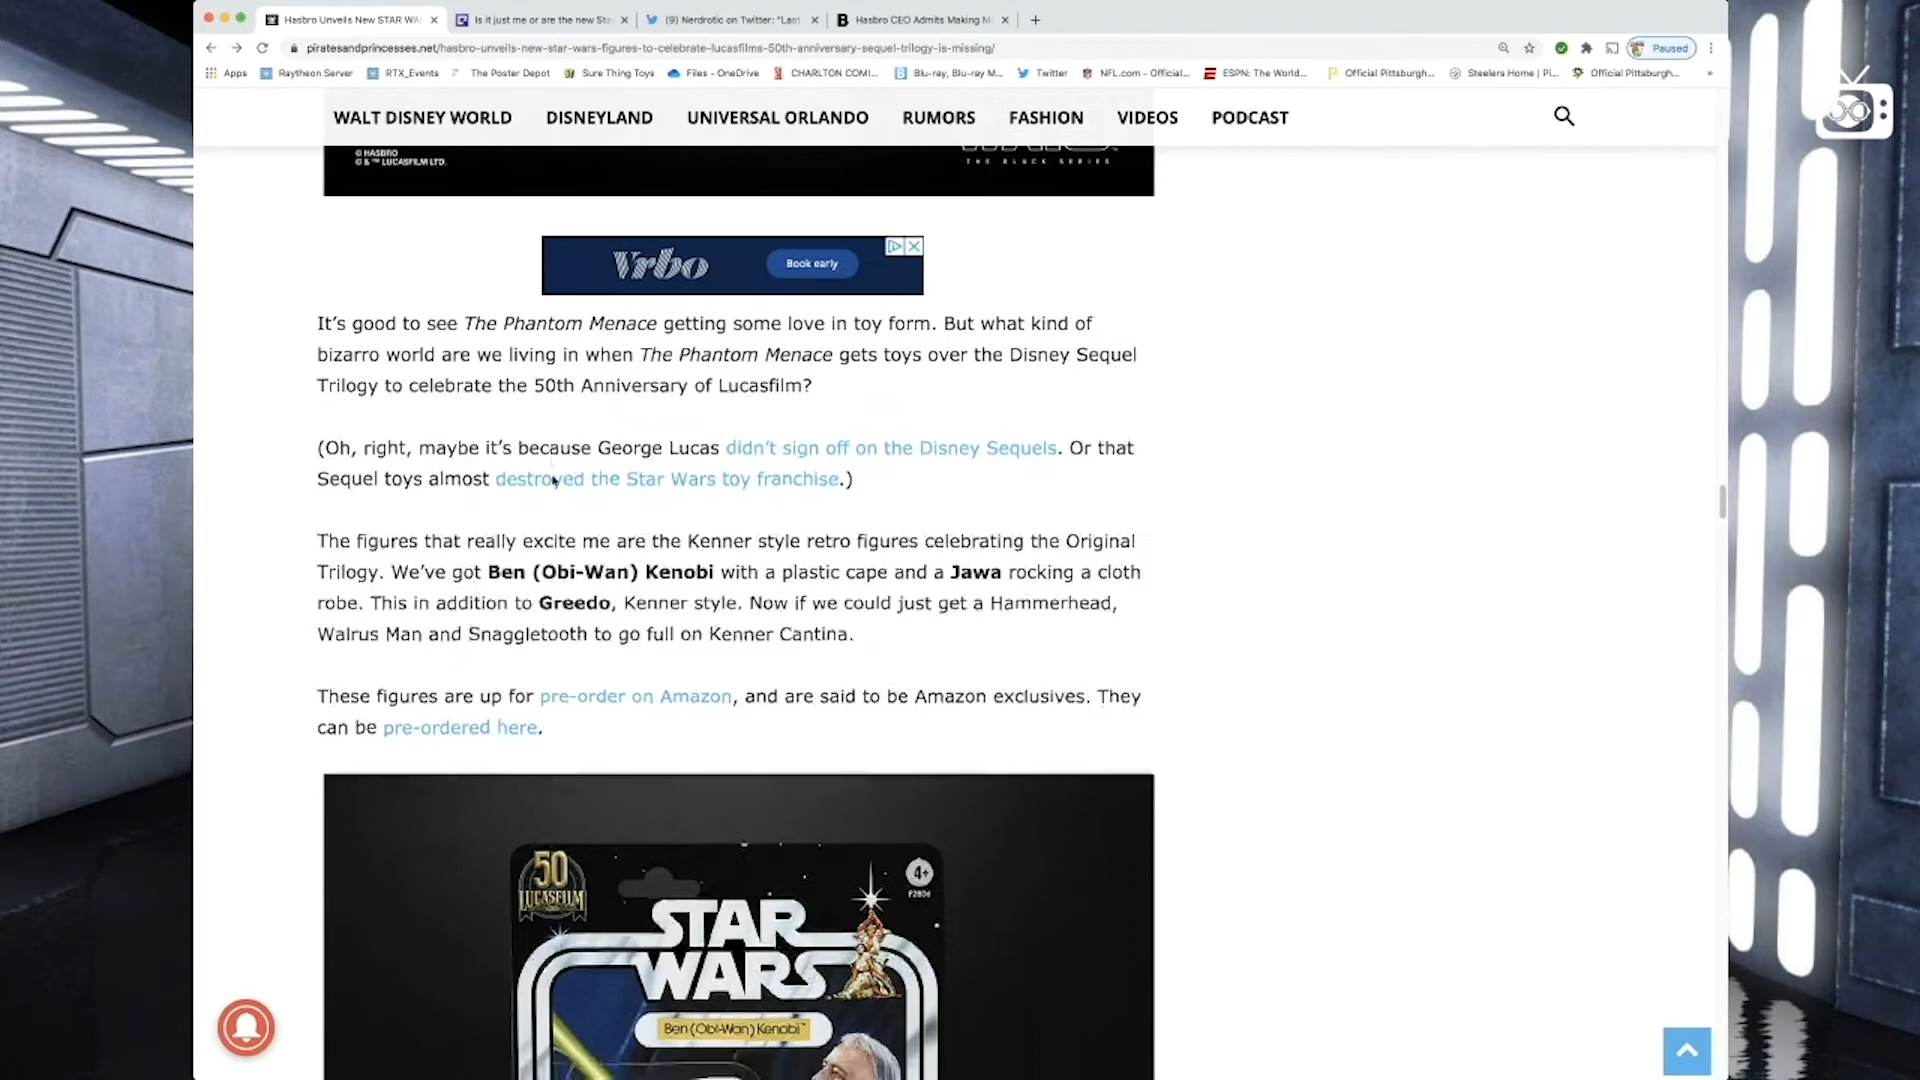 Hasbro Unveils New STAR WA
Is it just me or are the new Sta
(9) Nerdrotic on Twitter: "Last
Hasbro CEO Admits Making M
piratesandprincesses.net/hasbro-unveils-new-star-wars-figures-to-celebrate-lucasfilms-50th-anniversary-sequel-trilogy-is-missing/
Paused
Apps
Raytheon Server
RTX_Events
The Poster Depot
Sure Thing Toys
Files - OneDrive
CHARLTON COMI...
Blu-ray, Blu-ray M...
Twitter
NFL.com - Official...
ESPN: The World...
Official Pittsburgh...
Steelers Home | Pi...
Official Pittsburgh...
»
WALT DISNEY WORLD
DISNEYLAND
UNIVERSAL ORLANDO
RUMORS
FASHION
VIDEOS
PODCAST
© HASBRO
© & ™ LUCASFILM LTD.
THE BLACK SERIES
Vrbo
Book early
It's good to see The Phantom Menace getting some love in toy form. But what kind of
bizarro world are we living in when The Phantom Menace gets toys over the Disney Sequel
Trilogy to celebrate the 50th Anniversary of Lucasfilm?
(Oh, right, maybe it's because George Lucas didn't sign off on the Disney Sequels. Or that
Sequel toys almost destroyed the Star Wars toy franchise.)
The figures that really excite me are the Kenner style retro figures celebrating the Original
Trilogy. We've got Ben (Obi-Wan) Kenobi with a plastic cape and a Jawa rocking a cloth
robe. This in addition to Greedo, Kenner style. Now if we could just get a Hammerhead,
Walrus Man and Snaggletooth to go full on Kenner Cantina.
These figures are up for pre-order on Amazon, and are said to be Amazon exclusives. They
can be pre-ordered here.
50
LUCASFILM
4+
F2806
STAR
WARS
Ben (Obi-Wan) Kenobi™